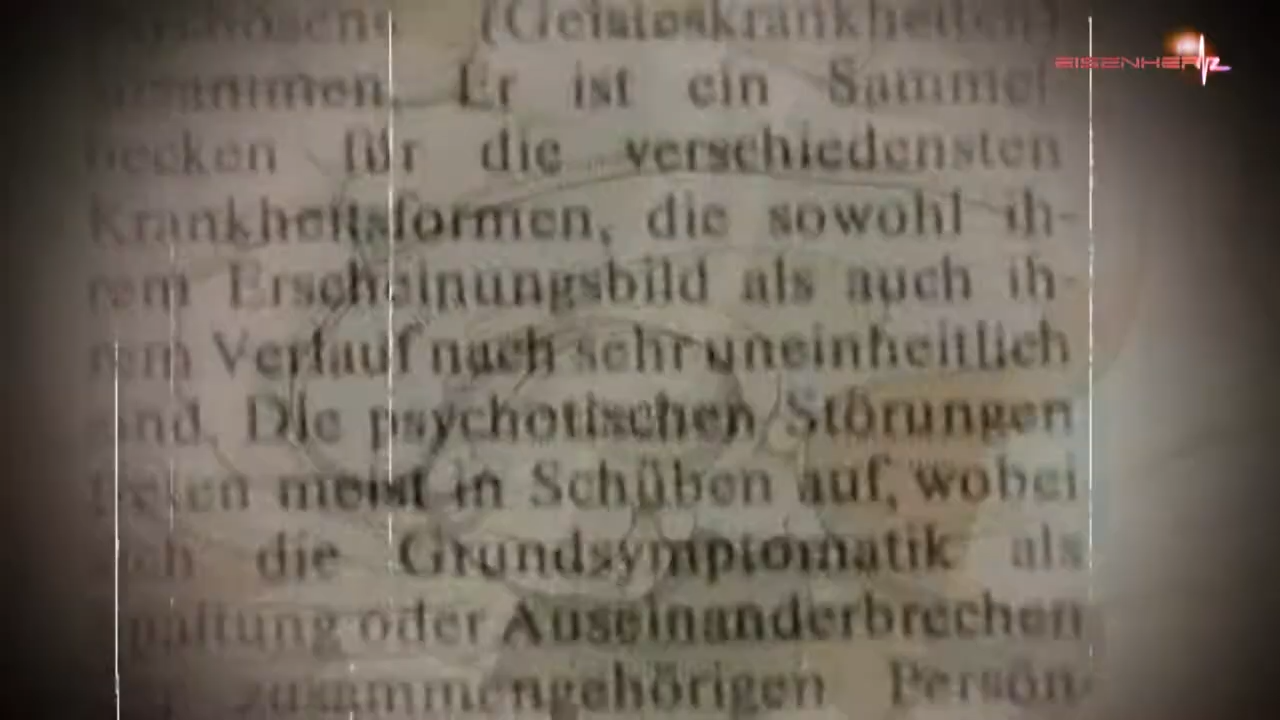 (Geisteskrankheiten)
EISENHERZ
Er ist ein Sammel-
becken für die verschiedensten
Krankheitsformen, die sowohl ih-
rem Erscheinungsbild als auch ih-
rem Verlauf nach sehr uneinheitlich
sind. Die psychotischen Störungen
treten meist in Schüben auf, wobei
sich die Grundsymptomatik als
Spaltung oder Auseinanderbrechen
zusammengehörigen Persön-